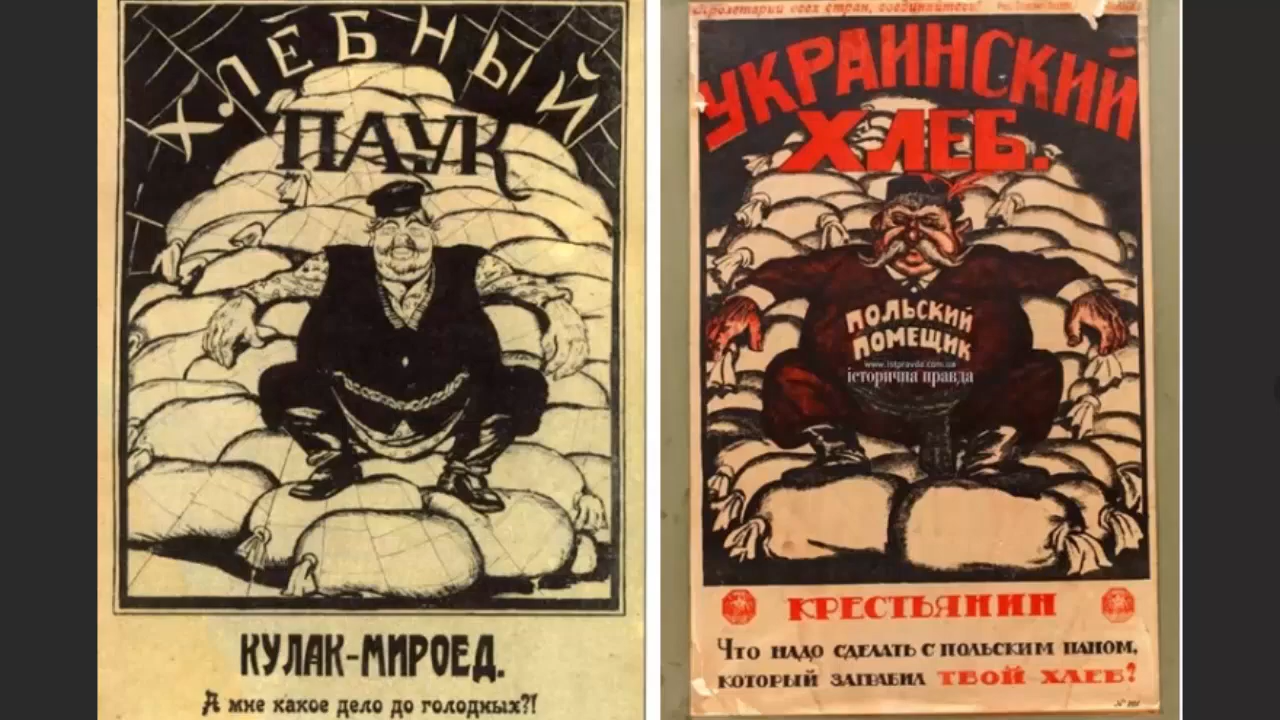 ХЛЕБНЫЙ
ПАУК
КУЛАК-МИРОЕД.
А мне какое дело до голодных?!
Пролетарии всех стран, соединяйтесь!
УКРАИНСКИЙ
ХЛЕБ.
ПОЛЬСКИЙ
ПОМЕЩИК
www.istpravda.com.ua
історична правда
КРЕСТЬЯНИН
Что надо сделать с польским паном,
который заграбил ТВОЙ ХЛЕБ?